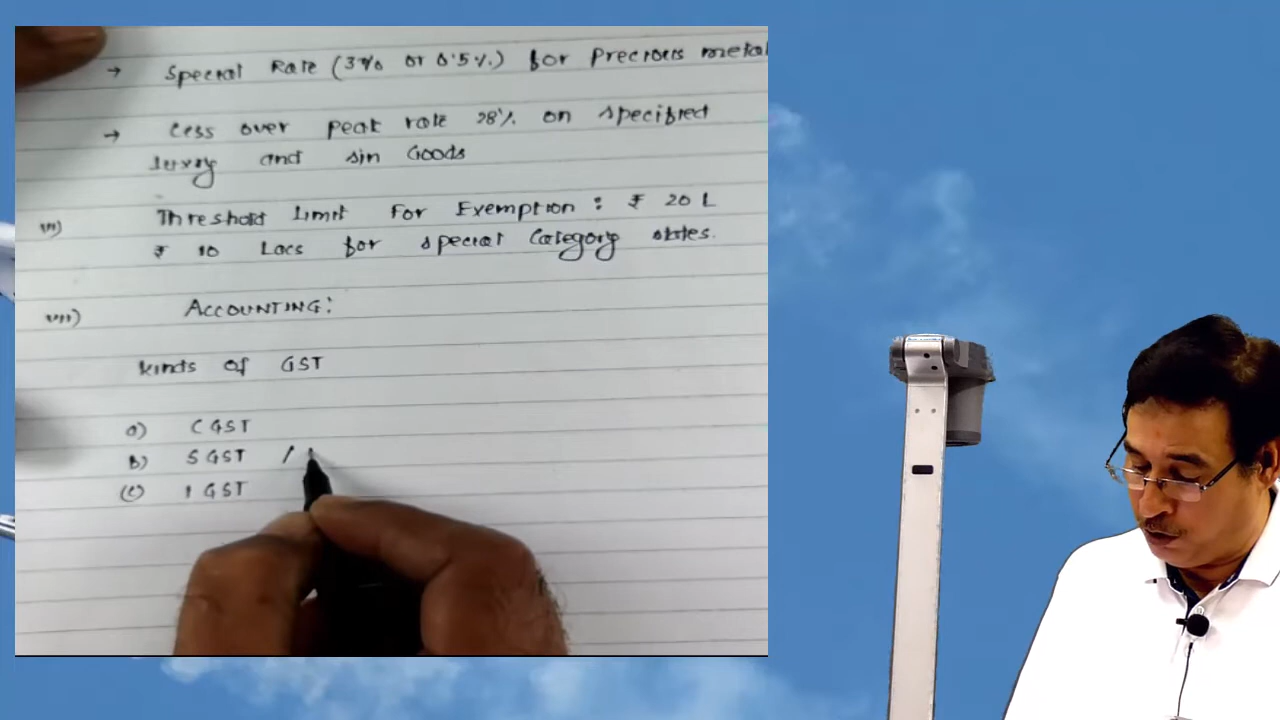 → Special Rate (3% or 0.5%.) for Precious metal
→ Cess over peak rate 28% on specified
luxury and sin Goods
vi) Threshold Limit For Exemption : ₹ 20 L
₹ 10 Lacs for special Category states.
vii) ACCOUNTING:
kinds of GST
a) CGST
b) SGST /
(c) IGST